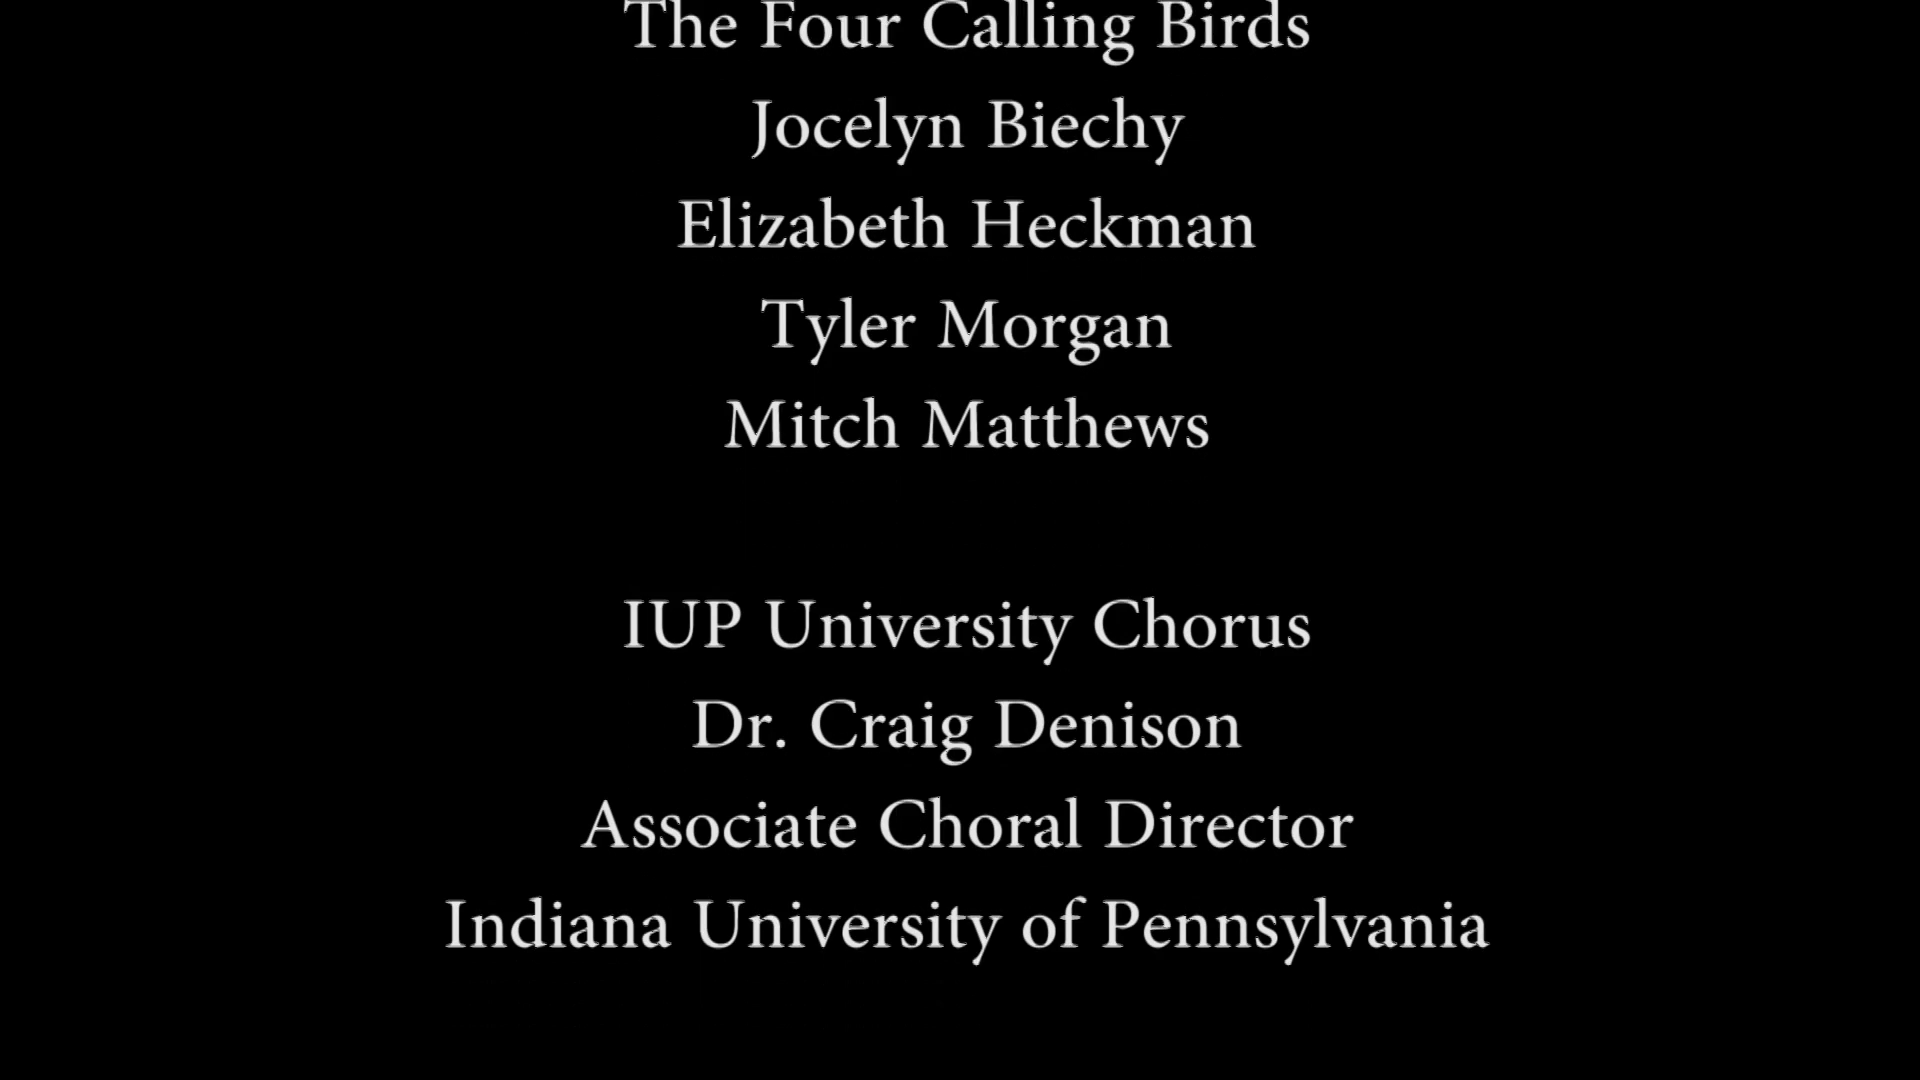 The Four Calling Birds
Jocelyn Biechy
Elizabeth Heckman
Tyler Morgan
Mitch Matthews
IUP University Chorus
Dr. Craig Denison
Associate Choral Director
Indiana University of Pennsylvania